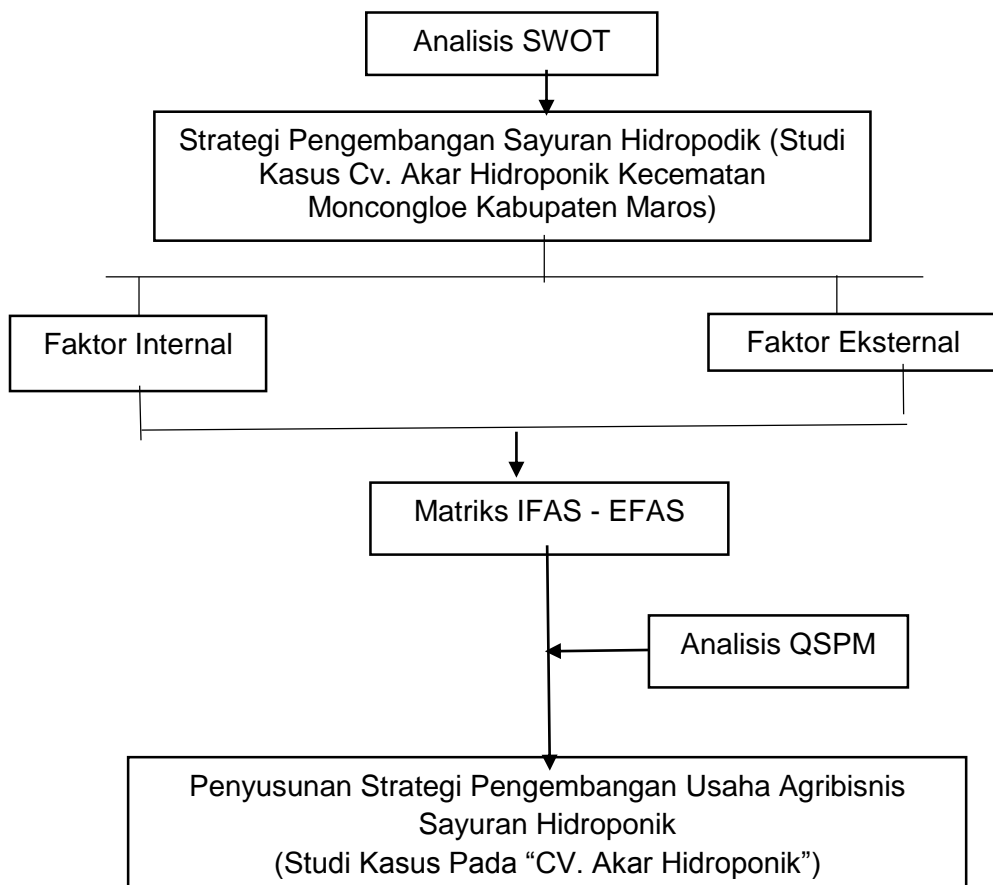 Analisis SWOT
Strategi Pengembangan Sayuran Hidropodik (Studi
Kasus Cv. Akar Hidroponik Kecematan
Moncongloe Kabupaten Maros)
Faktor Internal
Faktor Eksternal
Matriks IFAS - EFAS
Analisis QSPM
Penyusunan Strategi Pengembangan Usaha Agribisnis
Sayuran Hidroponik
(Studi Kasus Pada “CV. Akar Hidroponik”)